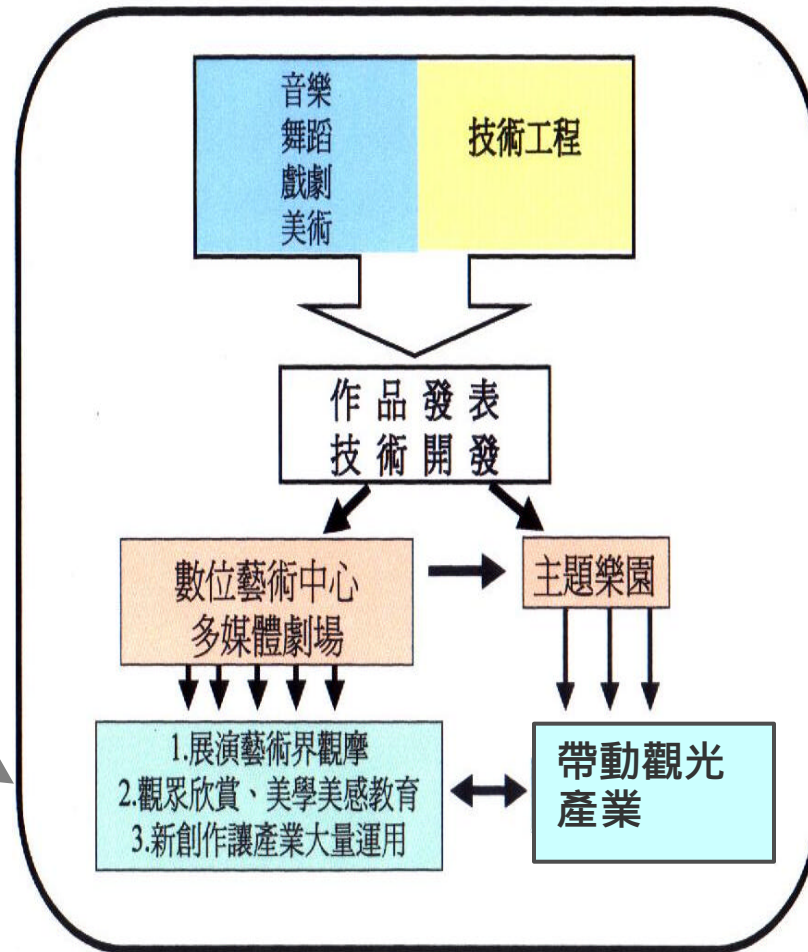 音樂
舞蹈
戲劇
美術
技術工程
作品發表
技術開發
數位藝術中心
多媒體劇場
主題樂園
1.展演藝術界觀摩
2.觀眾欣賞、美學美感教育
3.新創作讓產業大量運用
帶動觀光
產業